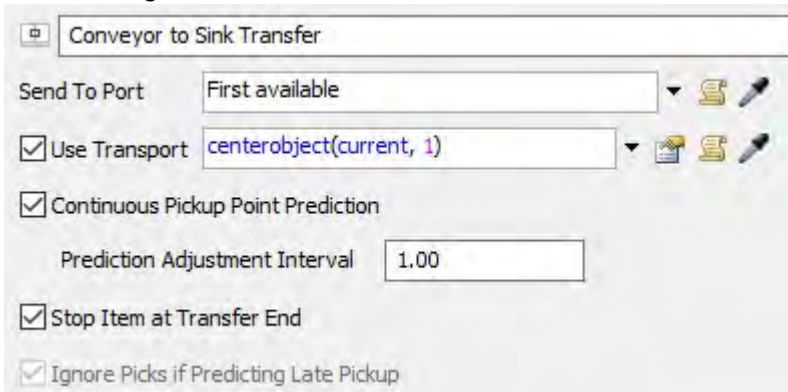 Conveyor to Sink Transfer
Send To Port First available
Use Transport centerobject(current, 1)
Continuous Pickup Point Prediction
Prediction Adjustment Interval 1.00
Stop Item at Transfer End
Ignore Picks if Predicting Late Pickup